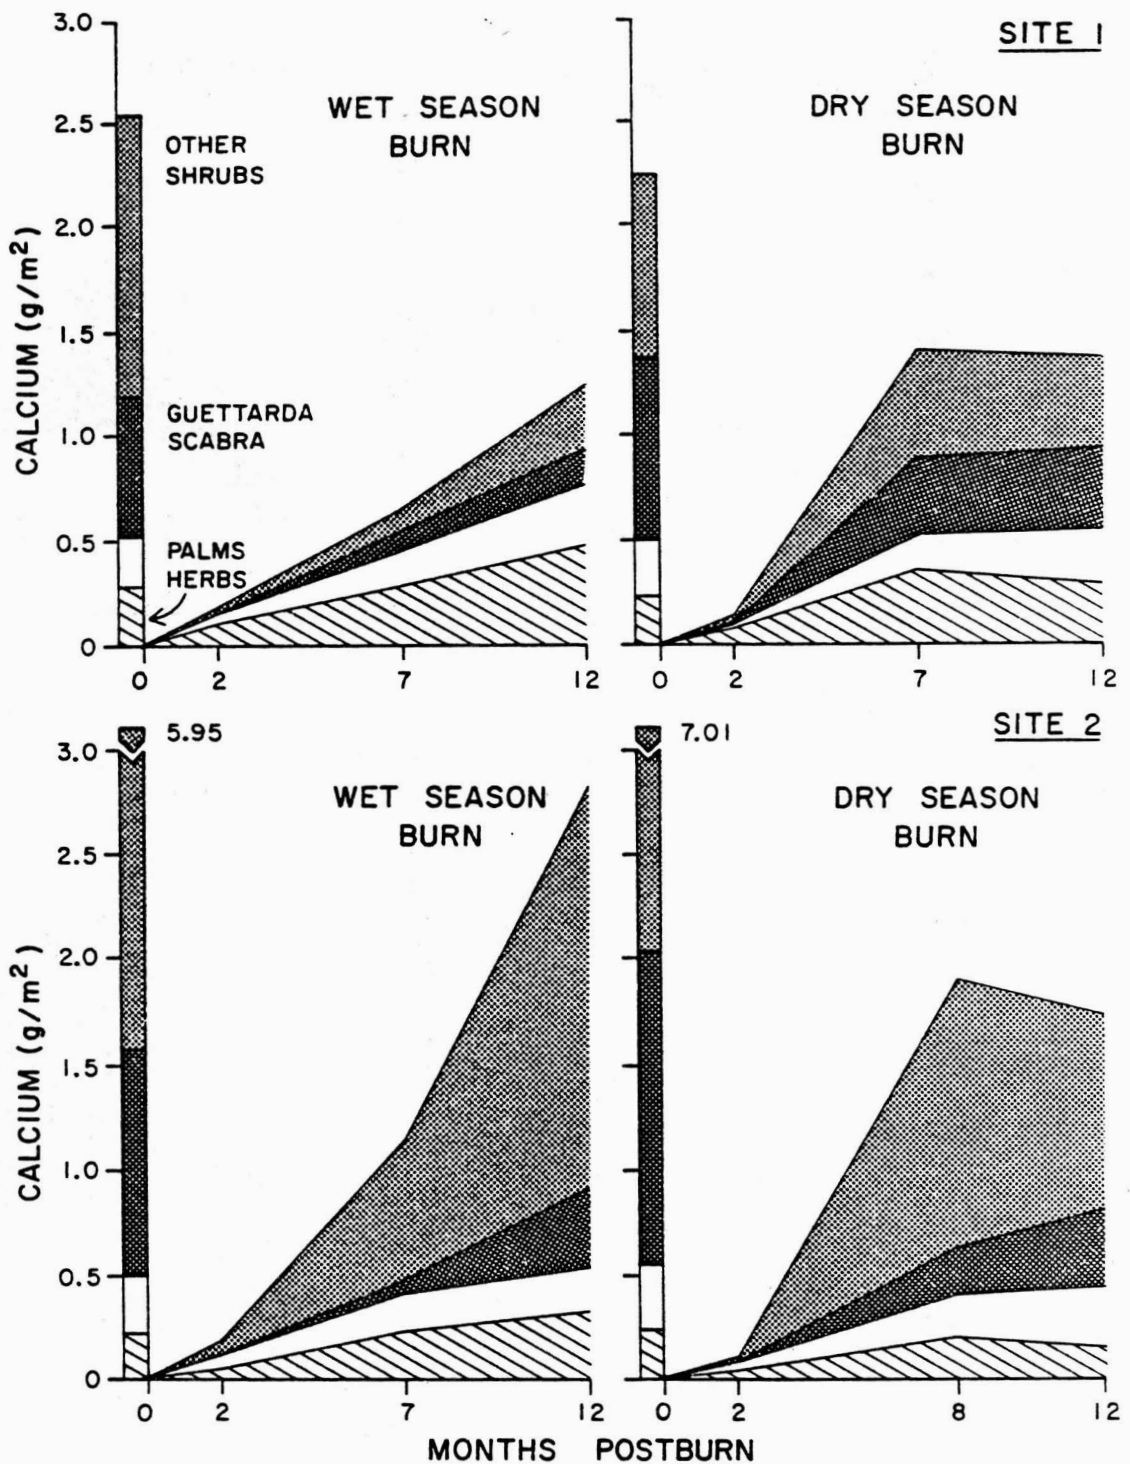 SITE 1
WET SEASON
BURN
DRY SEASON
BURN
CALCIUM (g/m²)
3.0
2.5
2.0
1.5
1.0
0.5
0
OTHER
SHRUBS
GUETTARDA
SCABRA
PALMS
HERBS
0 2 7 12
0 2 7 12
SITE 2
5.95
7.01
WET SEASON
BURN
DRY SEASON
BURN
CALCIUM (g/m²)
3.0
2.5
2.0
1.5
1.0
0.5
0
0 2 7 12
0 2 8 12
MONTHS POSTBURN